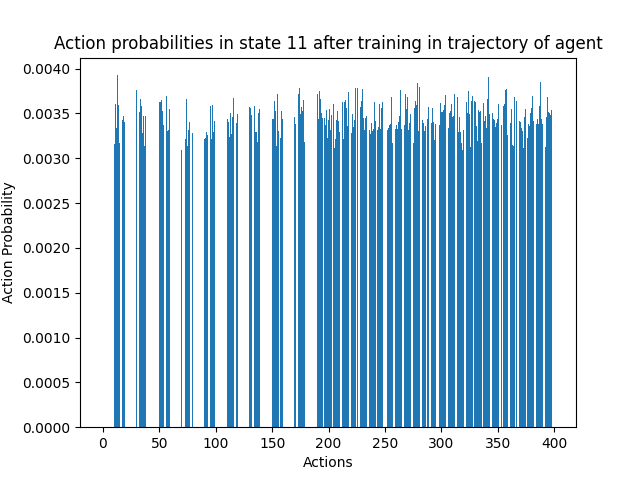 Action probabilities in state 11 after training in trajectory of agent
0.0040
0.0035
0.0030
0.0025
0.0020
0.0015
0.0010
0.0005
0.0000
Action Probability
0 50 100 150 200 250 300 350 400
Actions